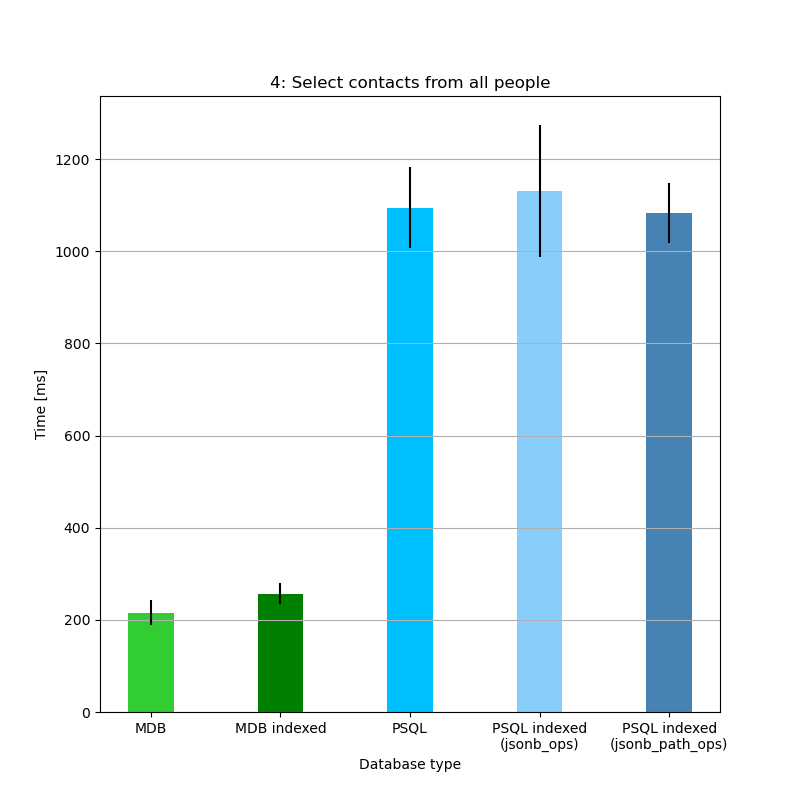 4: Select contacts from all people
Time [ms]
1200
1000
800
600
400
200
0
MDB
MDB indexed
PSQL
PSQL indexed
(jsonb_ops)
PSQL indexed
(jsonb_path_ops)
Database type